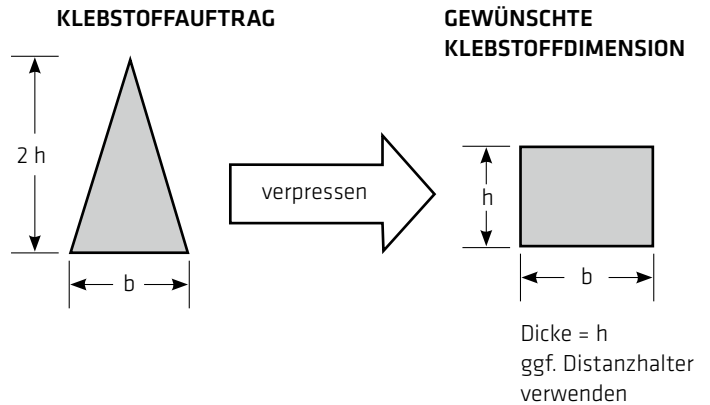 KLEBSTOFFAUFTRAG
GEWÜNSCHTE
KLEBSTOFFDIMENSION
2 h
b
verpressen
h
b
Dicke = h
ggf. Distanzhalter
verwenden